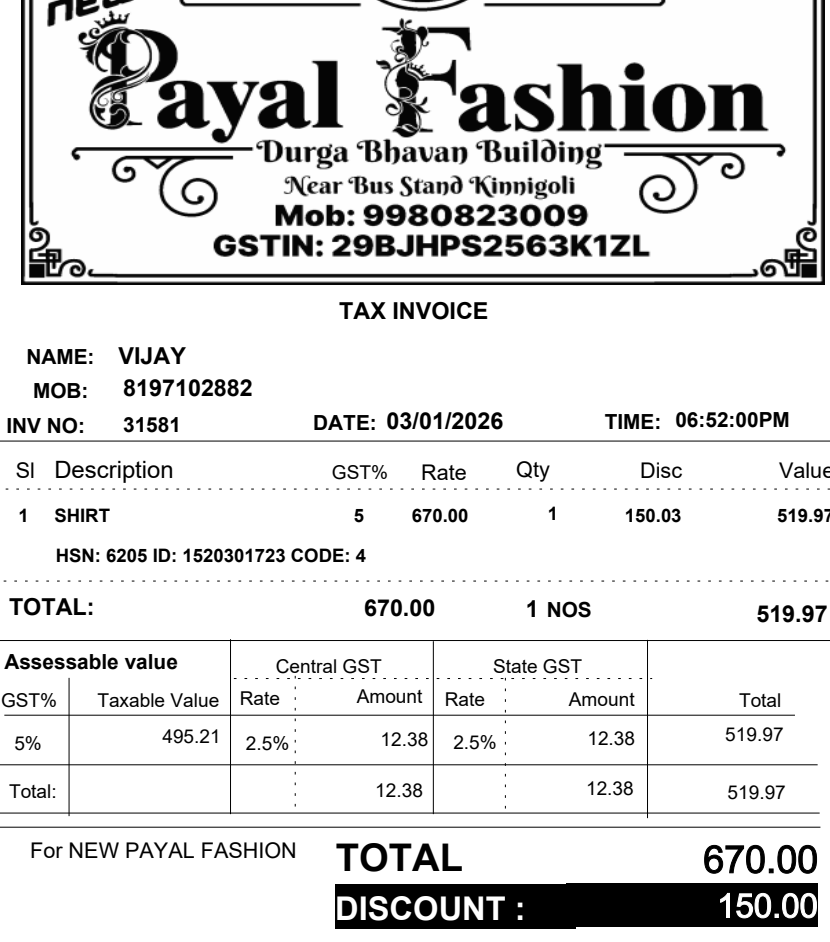 new
Payal Fashion
Durga Bhavan Building
Near Bus Stand Kinnigoli
Mob: 9980823009
GSTIN: 29BJHPS2563K1ZL
TAX INVOICE
NAME: VIJAY
MOB: 8197102882
INV NO: 31581 DATE: 03/01/2026 TIME: 06:52:00PM
Sl Description GST% Rate Qty Disc Value
1 SHIRT 5 670.00 1 150.03 519.97
HSN: 6205 ID: 1520301723 CODE: 4
TOTAL: 670.00 1 NOS 519.97
Assessable value Central GST State GST
GST% Taxable Value Rate Amount Rate Amount Total
5% 495.21 2.5% 12.38 2.5% 12.38 519.97
Total: 12.38 12.38 519.97
For NEW PAYAL FASHION TOTAL 670.00
DISCOUNT : 150.00